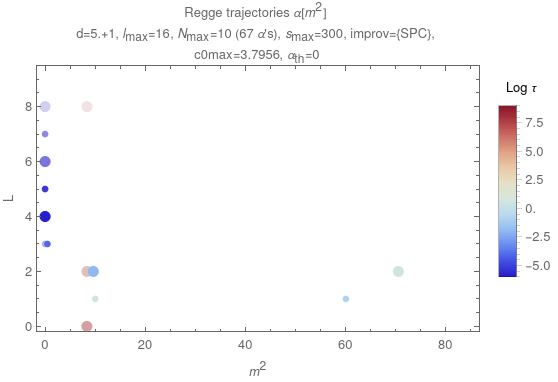 Regge trajectories α[m²]
d=5.+1, lmax=16, Nmax=10 (67 α's), smax=300, improv={SPC},
c0max=3.7956, αth=0
Log τ
L
8
6
4
2
0
7.5
5.0
2.5
0.
−2.5
−5.0
0 20 40 60 80
m²